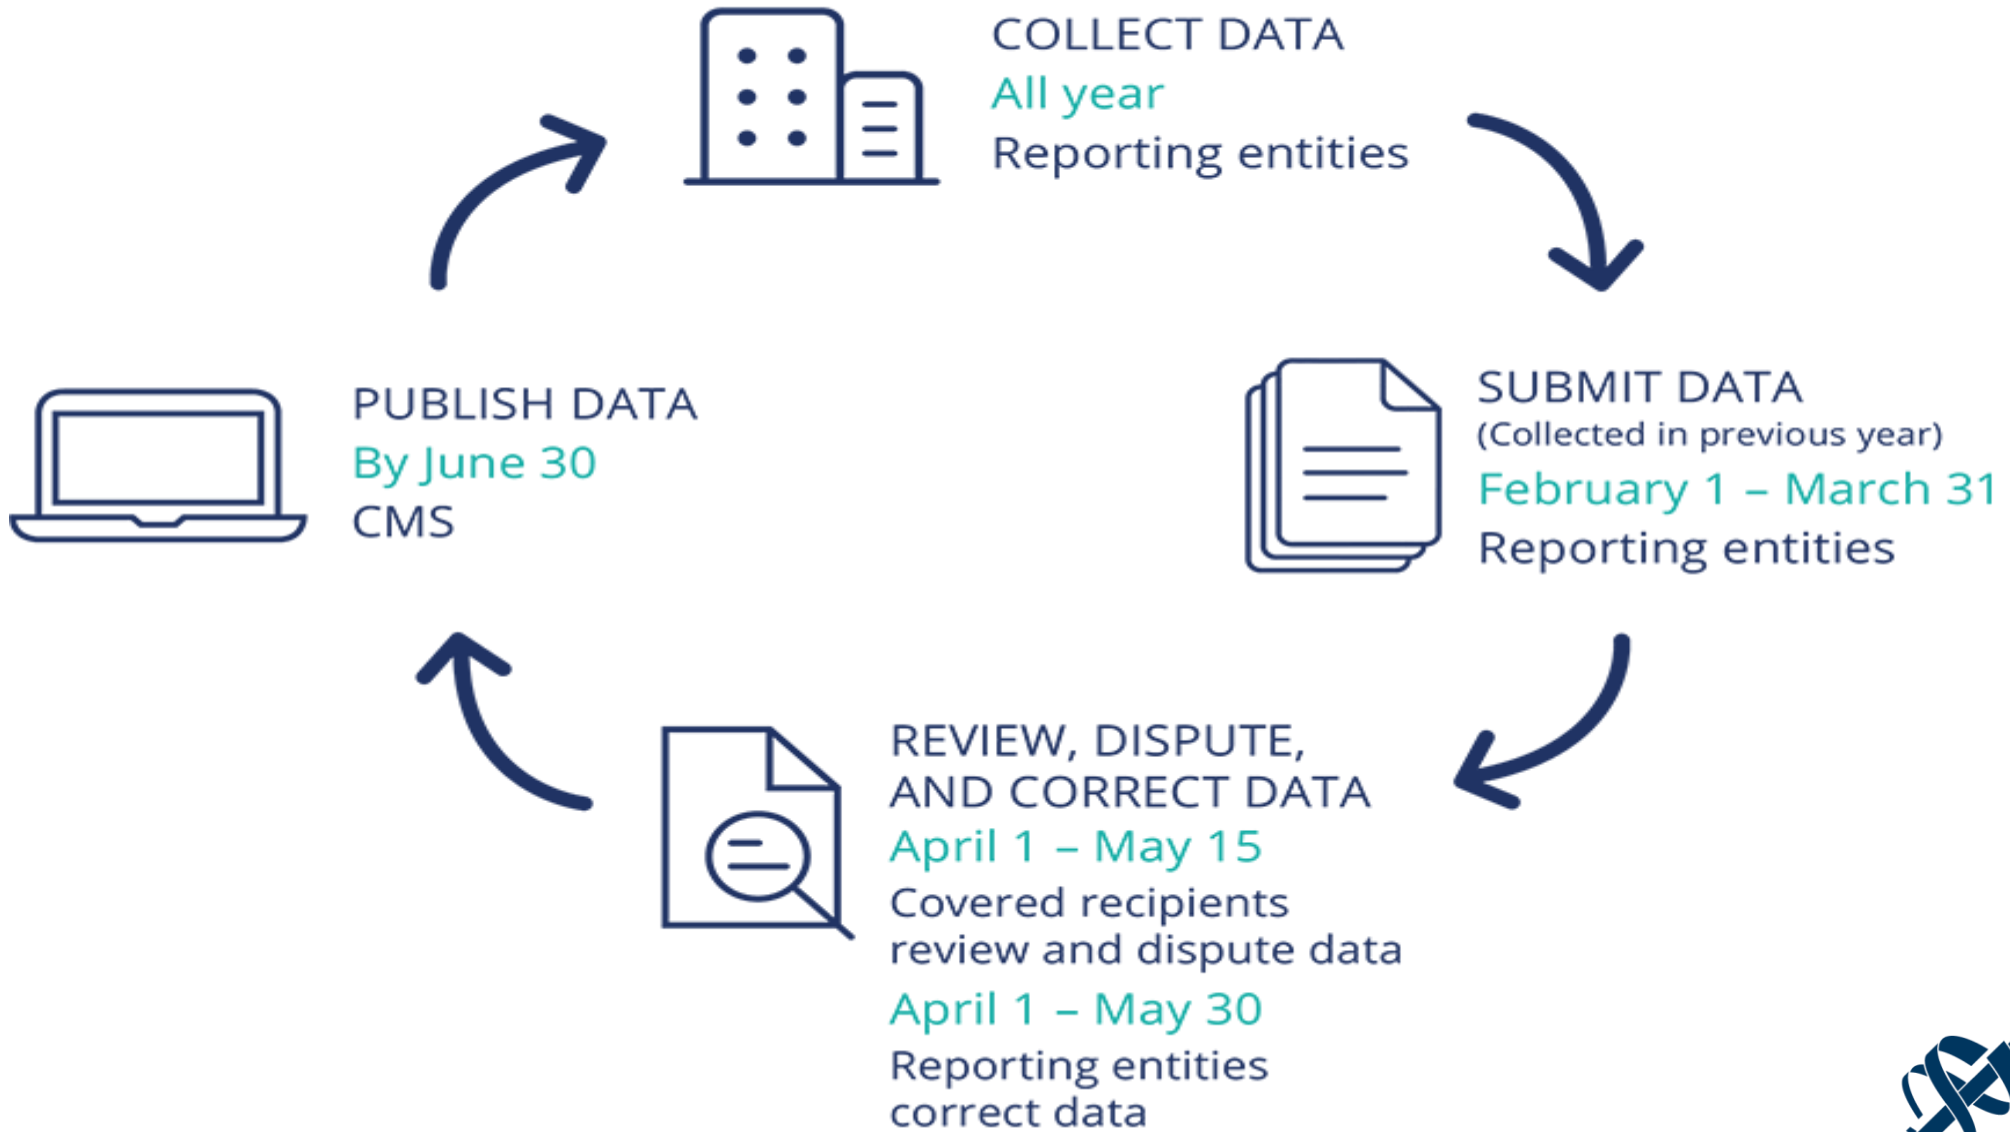 COLLECT DATA
All year
Reporting entities
SUBMIT DATA
(Collected in previous year)
February 1 – March 31
Reporting entities
REVIEW, DISPUTE,
AND CORRECT DATA
April 1 – May 15
Covered recipients
review and dispute data
April 1 – May 30
Reporting entities
correct data
PUBLISH DATA
By June 30
CMS